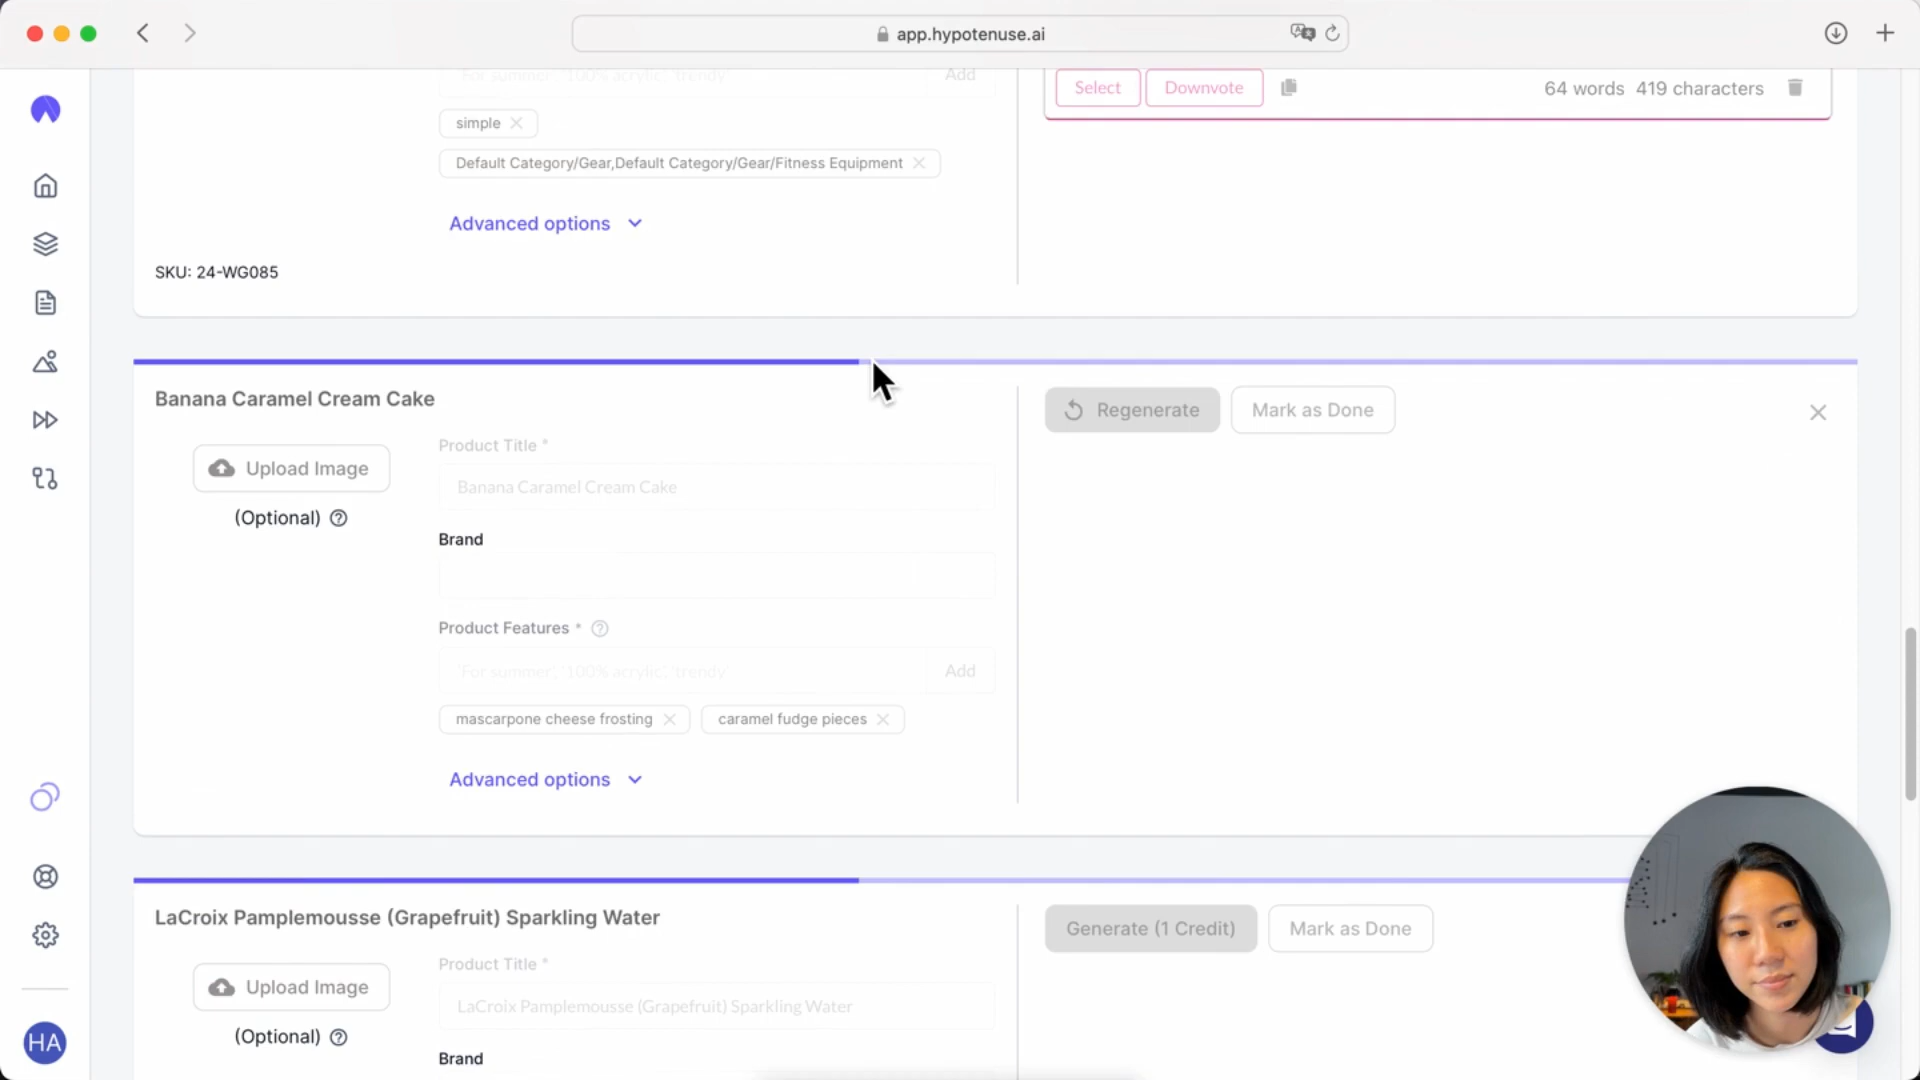 app.hypotenuse.ai
'For summer' '100% acrylic', 'trendy' Add
Select Downvote 64 words 419 characters
simple
Default Category/Gear,Default Category/Gear/Fitness Equipment
Advanced options
SKU: 24-WG085
Banana Caramel Cream Cake
Regenerate Mark as Done
Product Title *
Upload Image
Banana Caramel Cream Cake
(Optional)
Brand
Product Features *
'For summer', '100% acrylic', 'trendy' Add
mascarpone cheese frosting caramel fudge pieces
Advanced options
LaCroix Pamplemousse (Grapefruit) Sparkling Water
Generate (1 Credit) Mark as Done
Product Title *
Upload Image
LaCroix Pamplemousse (Grapefruit) Sparkling Water
(Optional)
Brand
HA